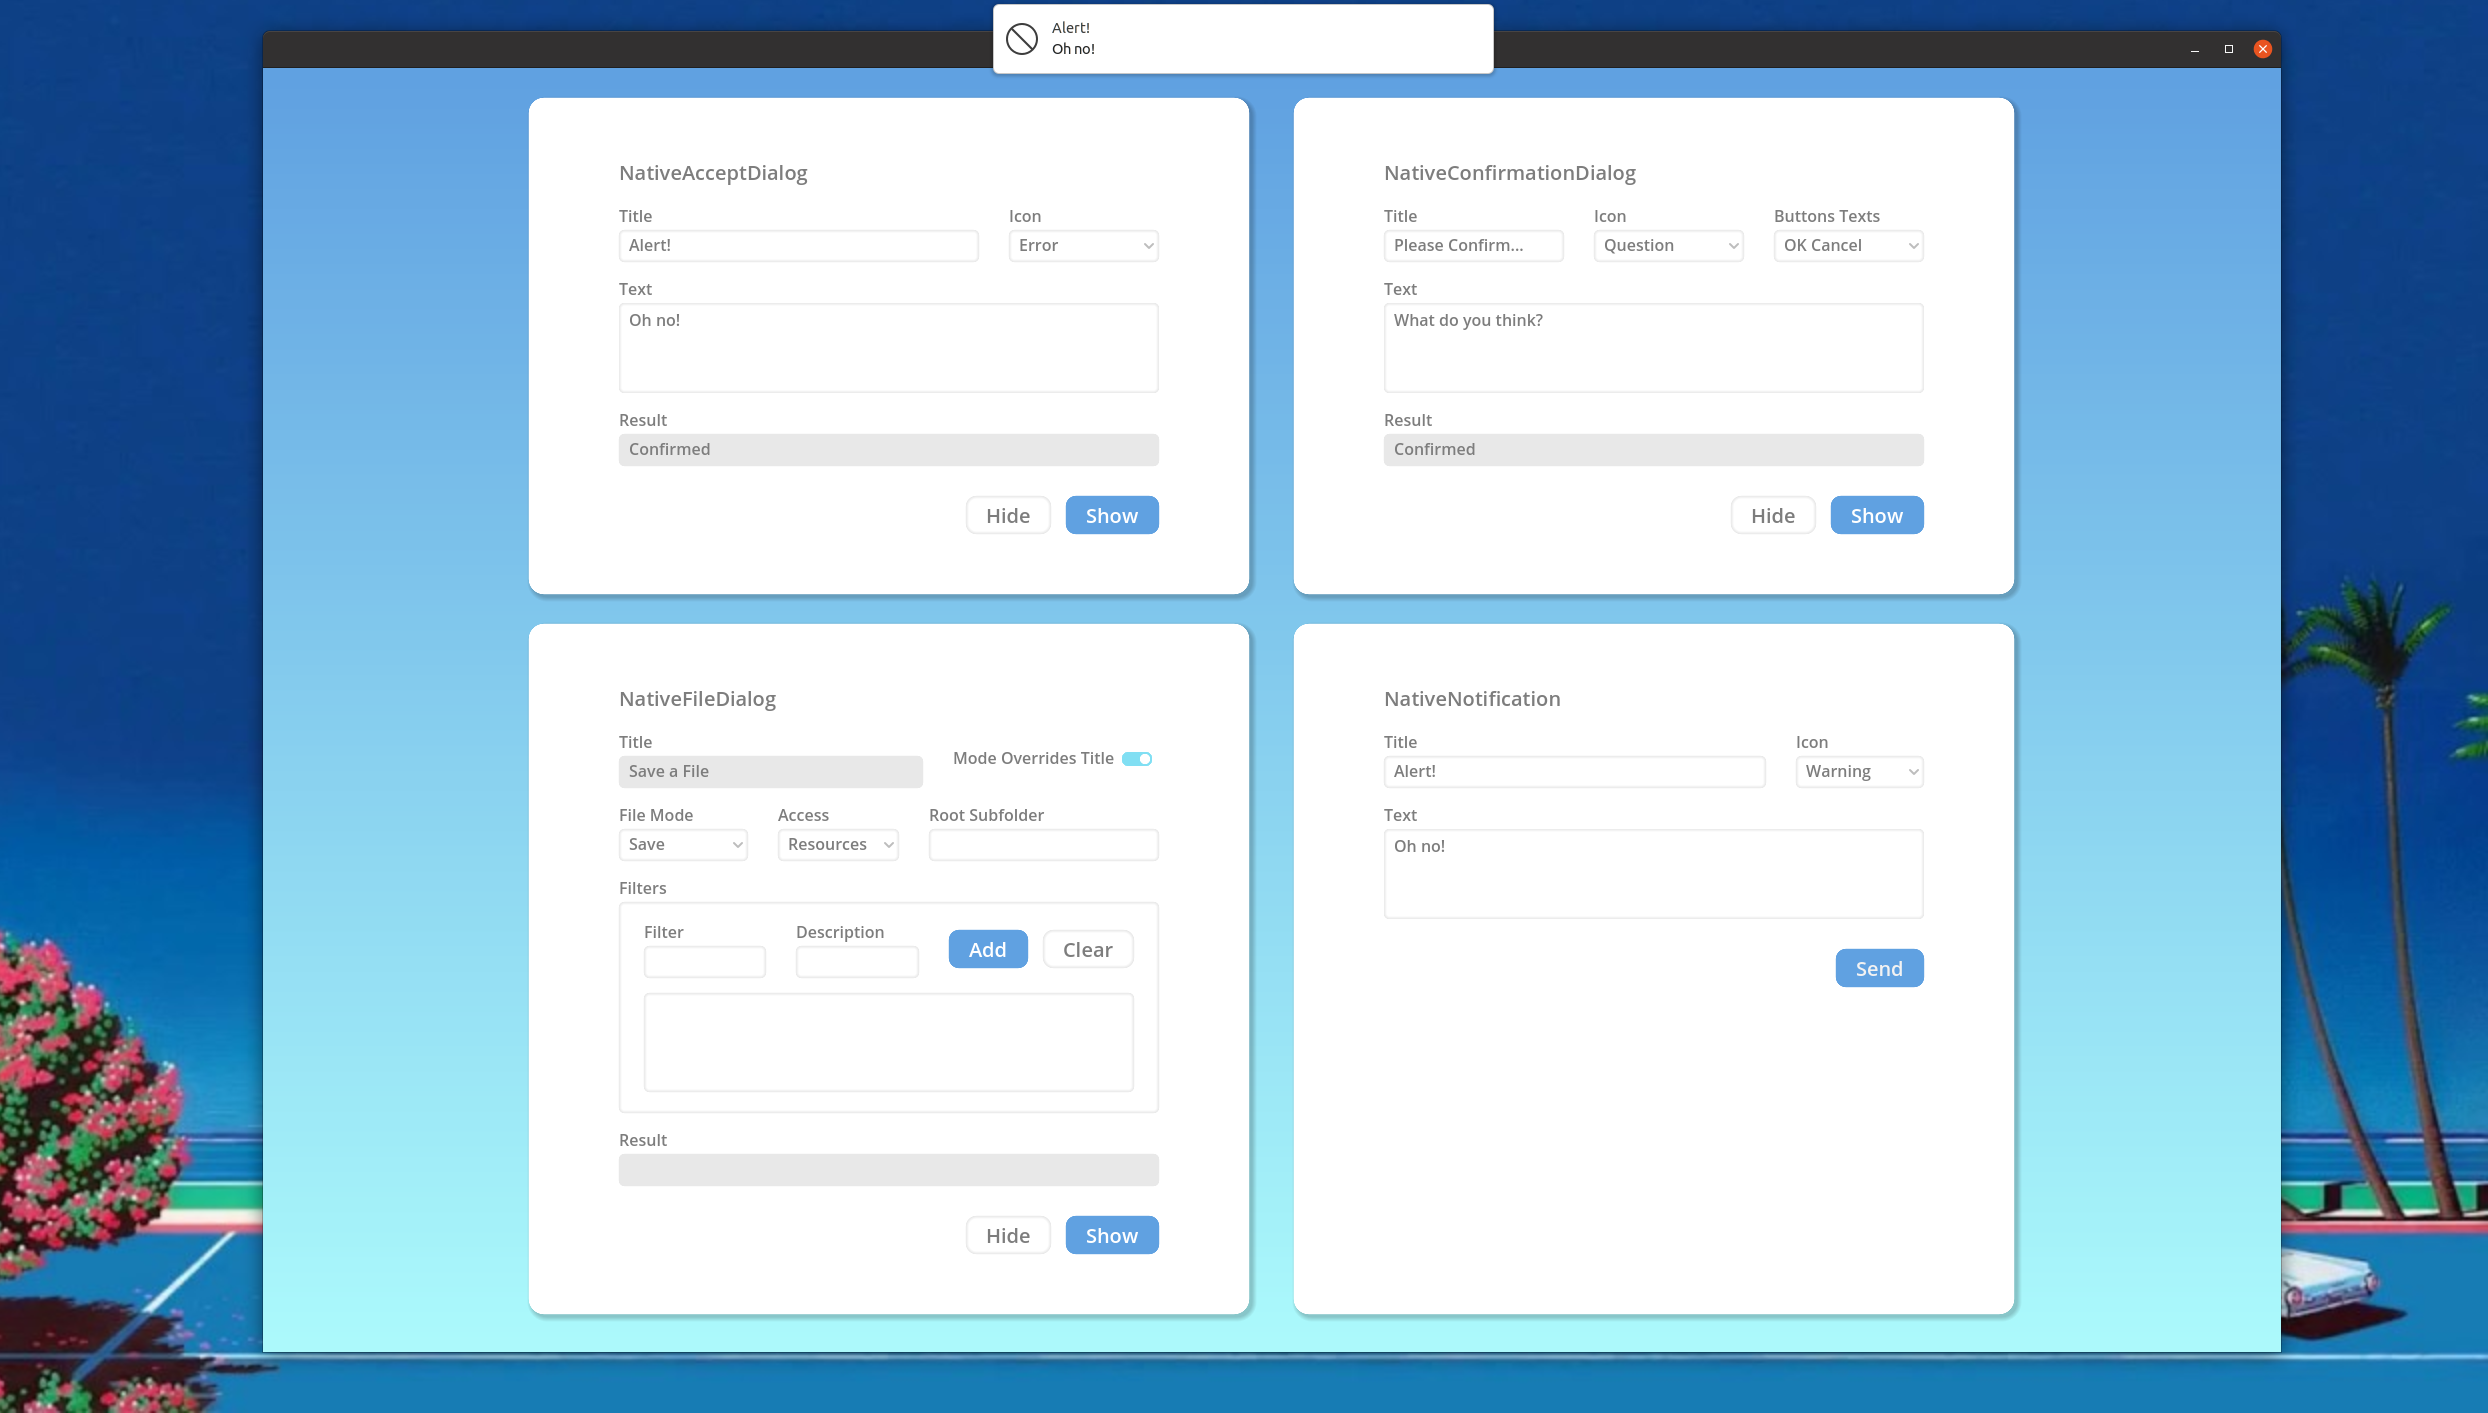 Alert!
Oh no!
NativeAcceptDialog
Title
Icon
Alert!
Error
Text
Oh no!
Result
Confirmed
Hide
Show
NativeConfirmationDialog
Title
Icon
Buttons Texts
Please Confirm...
Question
OK Cancel
Text
What do you think?
Result
Confirmed
Hide
Show
NativeFileDialog
Title
Save a File
Mode Overrides Title
File Mode
Access
Root Subfolder
Save
Resources
Filters
Filter
Description
Add
Clear
Result
Hide
Show
NativeNotification
Title
Icon
Alert!
Warning
Text
Oh no!
Send